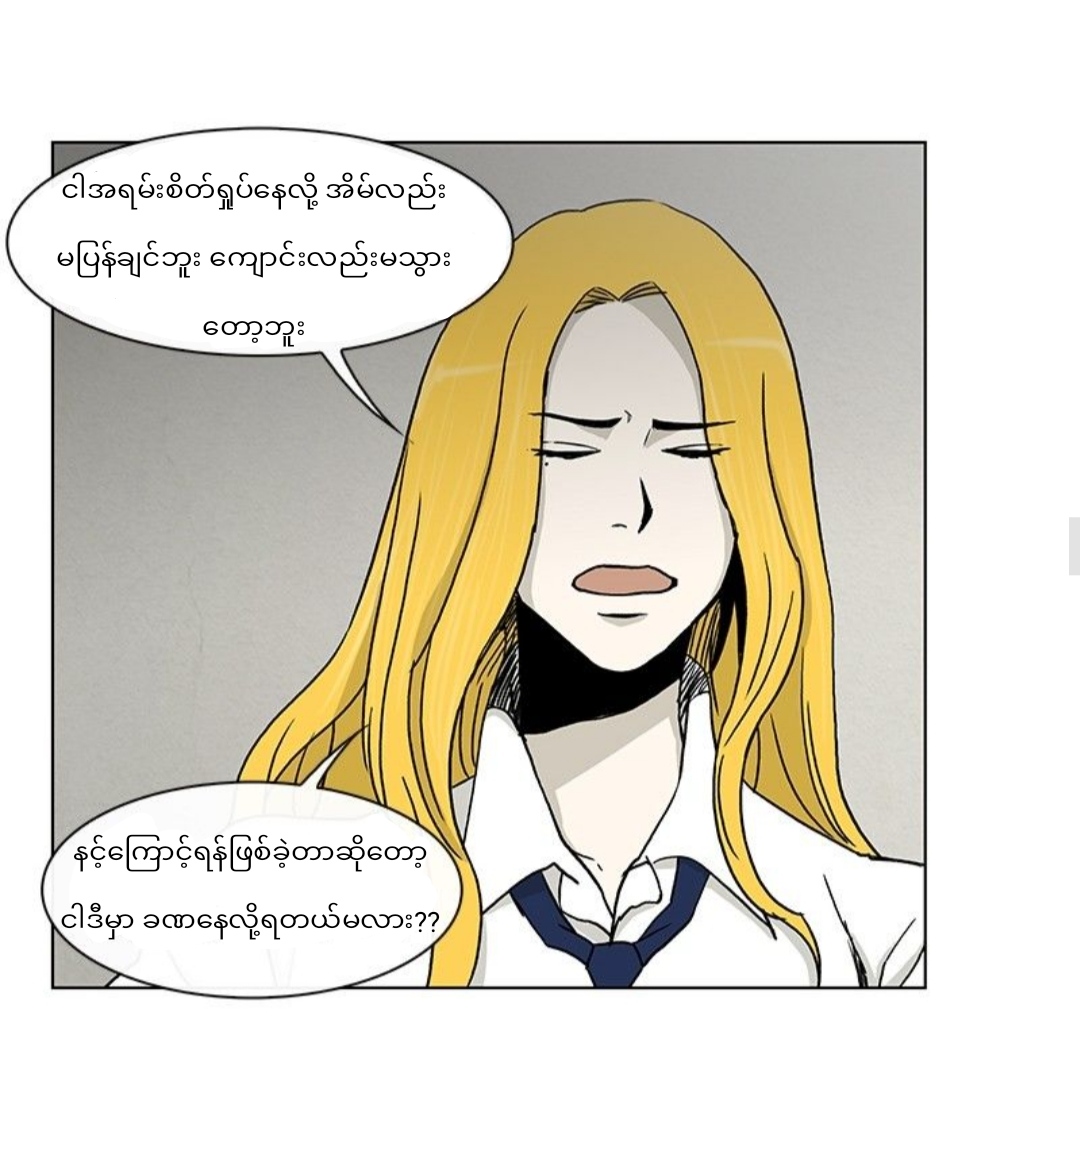 ငါအရမ်းစိတ်ရှုပ်နေလို့ အိမ်လည်း
မပြန်ချင်ဘူး ကျောင်းလည်းမသွား
တော့ဘူး
နင့်ကြောင့်ရန်ဖြစ်ခဲ့တာဆိုတော့
ငါဒီမှာ ခဏနေလို့ရတယ်မလား??